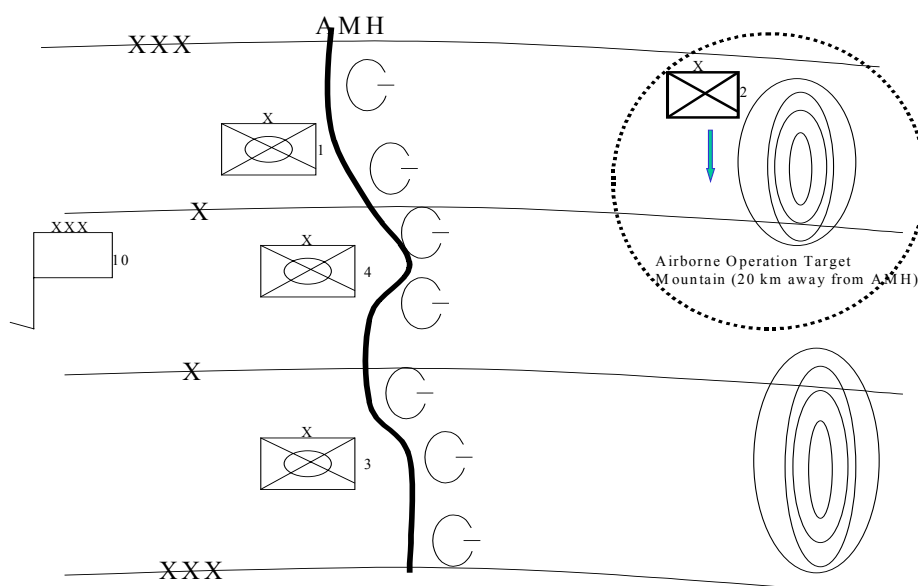 AMH
XXX
X
2
X
1
X
XXX
10
X
4
Airborne Operation Target
Mountain (20 km away from AMH)
X
X
3
XXX